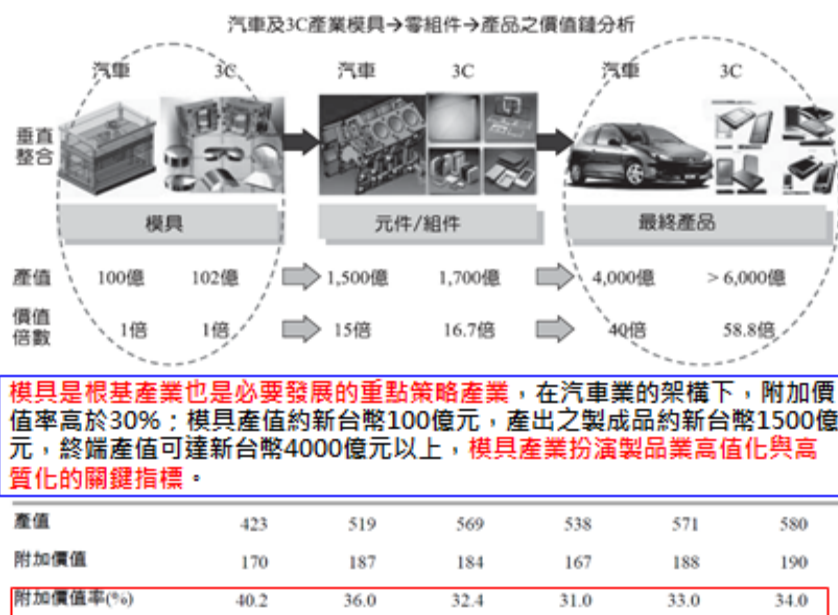 汽車及3C產業模具→零組件→產品之價值鏈分析
汽車 3C 汽車 3C 汽車 3C
垂直
整合
模具 元件/組件 最終產品
產值 100億 102億 1,500億 1,700億 4,000億 > 6,000億
價值
倍數 1倍 1倍 15倍 16.7倍 40倍 58.8倍
模具是根基產業也是必要發展的重點策略產業，在汽車業的架構下，附加價
值率高於30%；模具產值約新台幣100億元，產出之製成品約新台幣1500億
元，終端產值可達新台幣4000億元以上，模具產業扮演製品業高值化與高
質化的關鍵指標。
產值 423 519 569 538 571 580
附加價值 170 187 184 167 188 190
附加價值率(%) 40.2 36.0 32.4 31.0 33.0 34.0